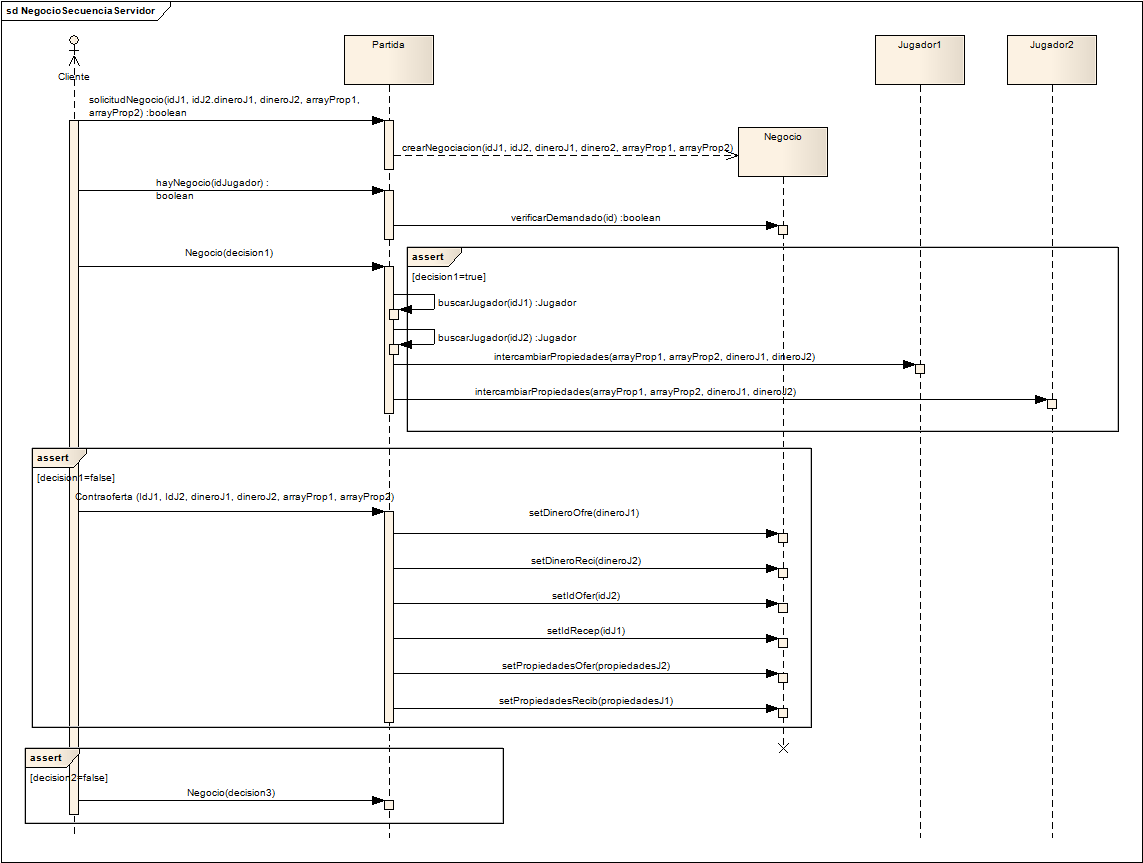 sd NegocioSecuenciaServidor
Cliente
Partida
Jugador1
Jugador2
solicitudNegocio(idJ1, idJ2.dineroJ1, dineroJ2, arrayProp1,
arrayProp2) :boolean
Negocio
crearNegociacion(idJ1, idJ2, dineroJ1, dinero2, arrayProp1, arrayProp2)
hayNegocio(idJugador) :
boolean
verificarDemandado(id) :boolean
Negocio(decision1)
assert
[decision1=true]
buscarJugador(idJ1) :Jugador
buscarJugador(idJ2) :Jugador
intercambiarPropiedades(arrayProp1, arrayProp2, dineroJ1, dineroJ2)
intercambiarPropiedades(arrayProp1, arrayProp2, dineroJ1, dineroJ2)
assert
[decision1=false]
Contraoferta (IdJ1, IdJ2, dineroJ1, dineroJ2, arrayProp1, arrayProp2)
setDineroOfre(dineroJ1)
setDineroReci(dineroJ2)
setIdOfer(idJ2)
setIdRecep(idJ1)
setPropiedadesOfer(propiedadesJ2)
setPropiedadesRecib(propiedadesJ1)
assert
[decision2=false]
Negocio(decision3)